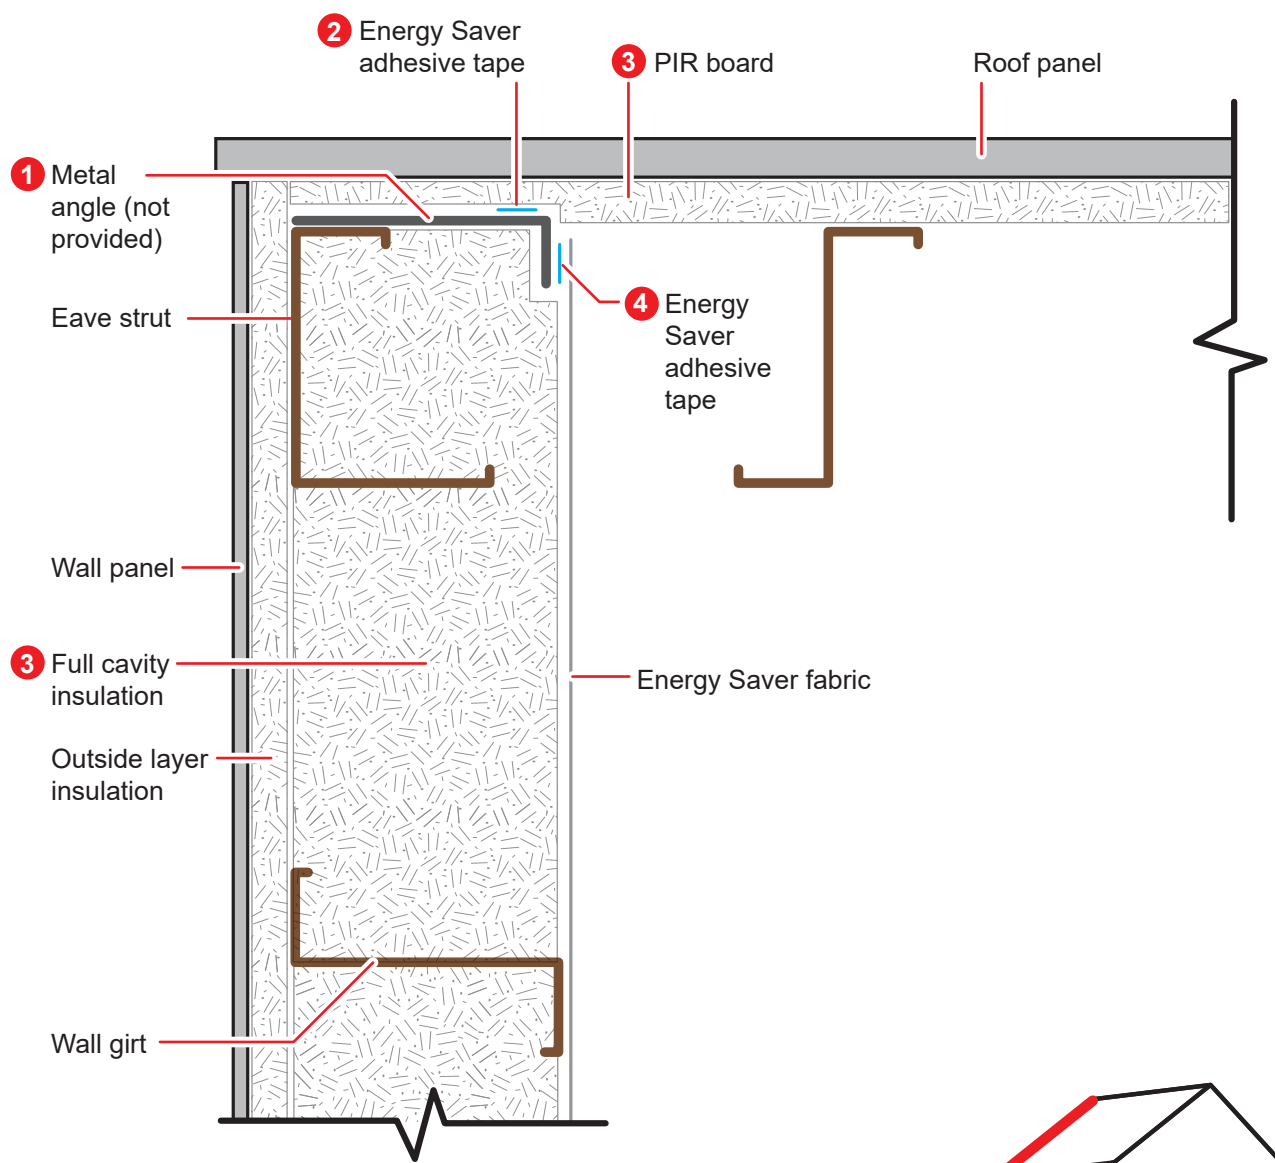 2 Energy Saver
adhesive tape
3 PIR board
Roof panel
1 Metal
angle (not
provided)
4 Energy
Saver
adhesive
tape
Eave strut
Wall panel
3 Full cavity
insulation
Energy Saver fabric
Outside layer
insulation
Wall girt